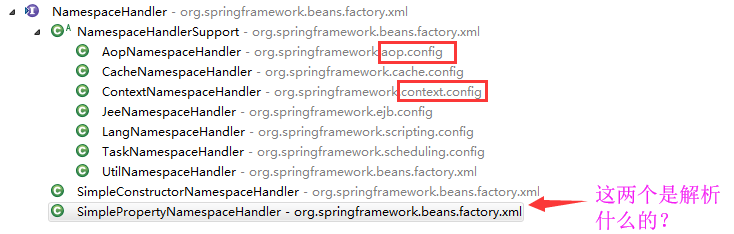 NamespaceHandler - org.springframework.beans.factory.xml
NamespaceHandlerSupport - org.springframework.beans.factory.xml
AopNamespaceHandler - org.springframework.aop.config
CacheNamespaceHandler - org.springframework.cache.config
ContextNamespaceHandler - org.springframework.context.config
JeeNamespaceHandler - org.springframework.ejb.config
LangNamespaceHandler - org.springframework.scripting.config
TaskNamespaceHandler - org.springframework.scheduling.config
UtilNamespaceHandler - org.springframework.beans.factory.xml
SimpleConstructorNamespaceHandler - org.springframework.beans.factory.xml
SimplePropertyNamespaceHandler - org.springframework.beans.factory.xml
这两个是解析
什么的？